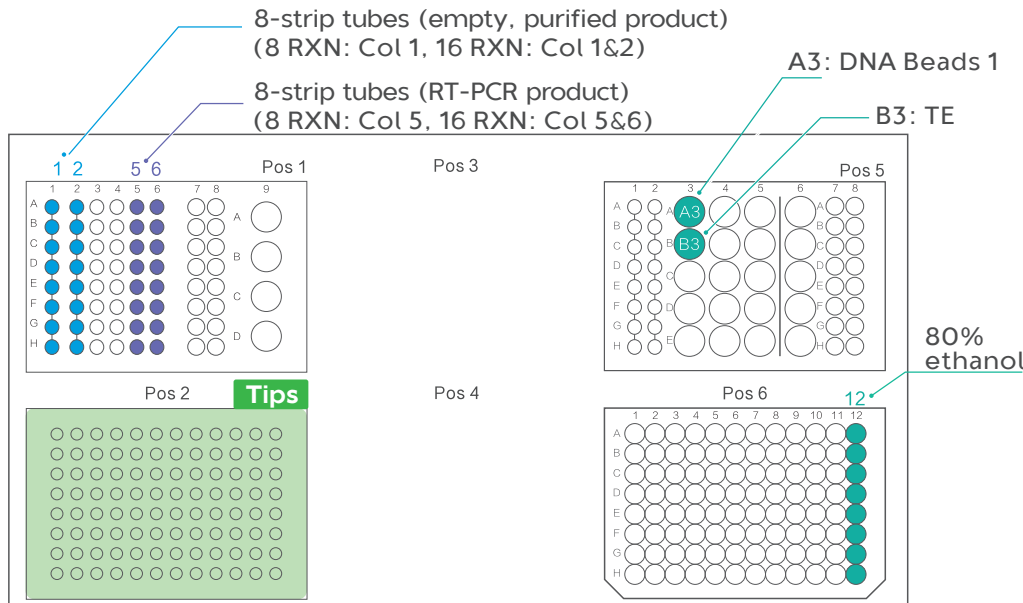 8-strip tubes (empty, purified product)
(8 RXN: Col 1, 16 RXN: Col 1&2)
A3: DNA Beads 1
8-strip tubes (RT-PCR product)
(8 RXN: Col 5, 16 RXN: Col 5&6)
B3: TE
1 2 5 6 Pos 1
1 2 3 4 5 6 7 8 9
A
B
C
D
E
F
G
H
A
B
C
D
Pos 3
Pos 5
1 2 3 4 5 6 7 8
A
B
C
D
E
F
G
H
A
B
C
D
E
A3
B3
A
B
C
D
E
F
G
H
80%
ethanol
Pos 2
Tips
Pos 4
Pos 6
12
1 2 3 4 5 6 7 8 9 10 11 12
A
B
C
D
E
F
G
H